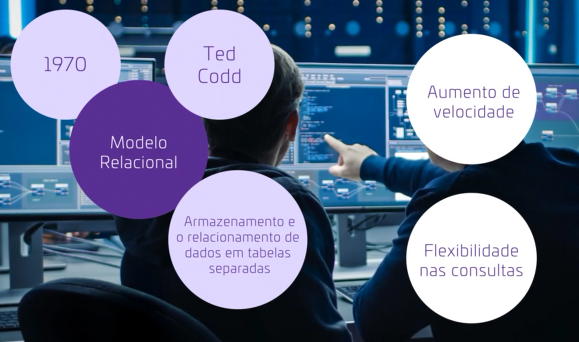 1970
Ted
Codd
Modelo
Relacional
Armazenamento e
o relacionamento de
dados em tabelas
separadas
Aumento de
velocidade
Flexibilidade
nas consultas